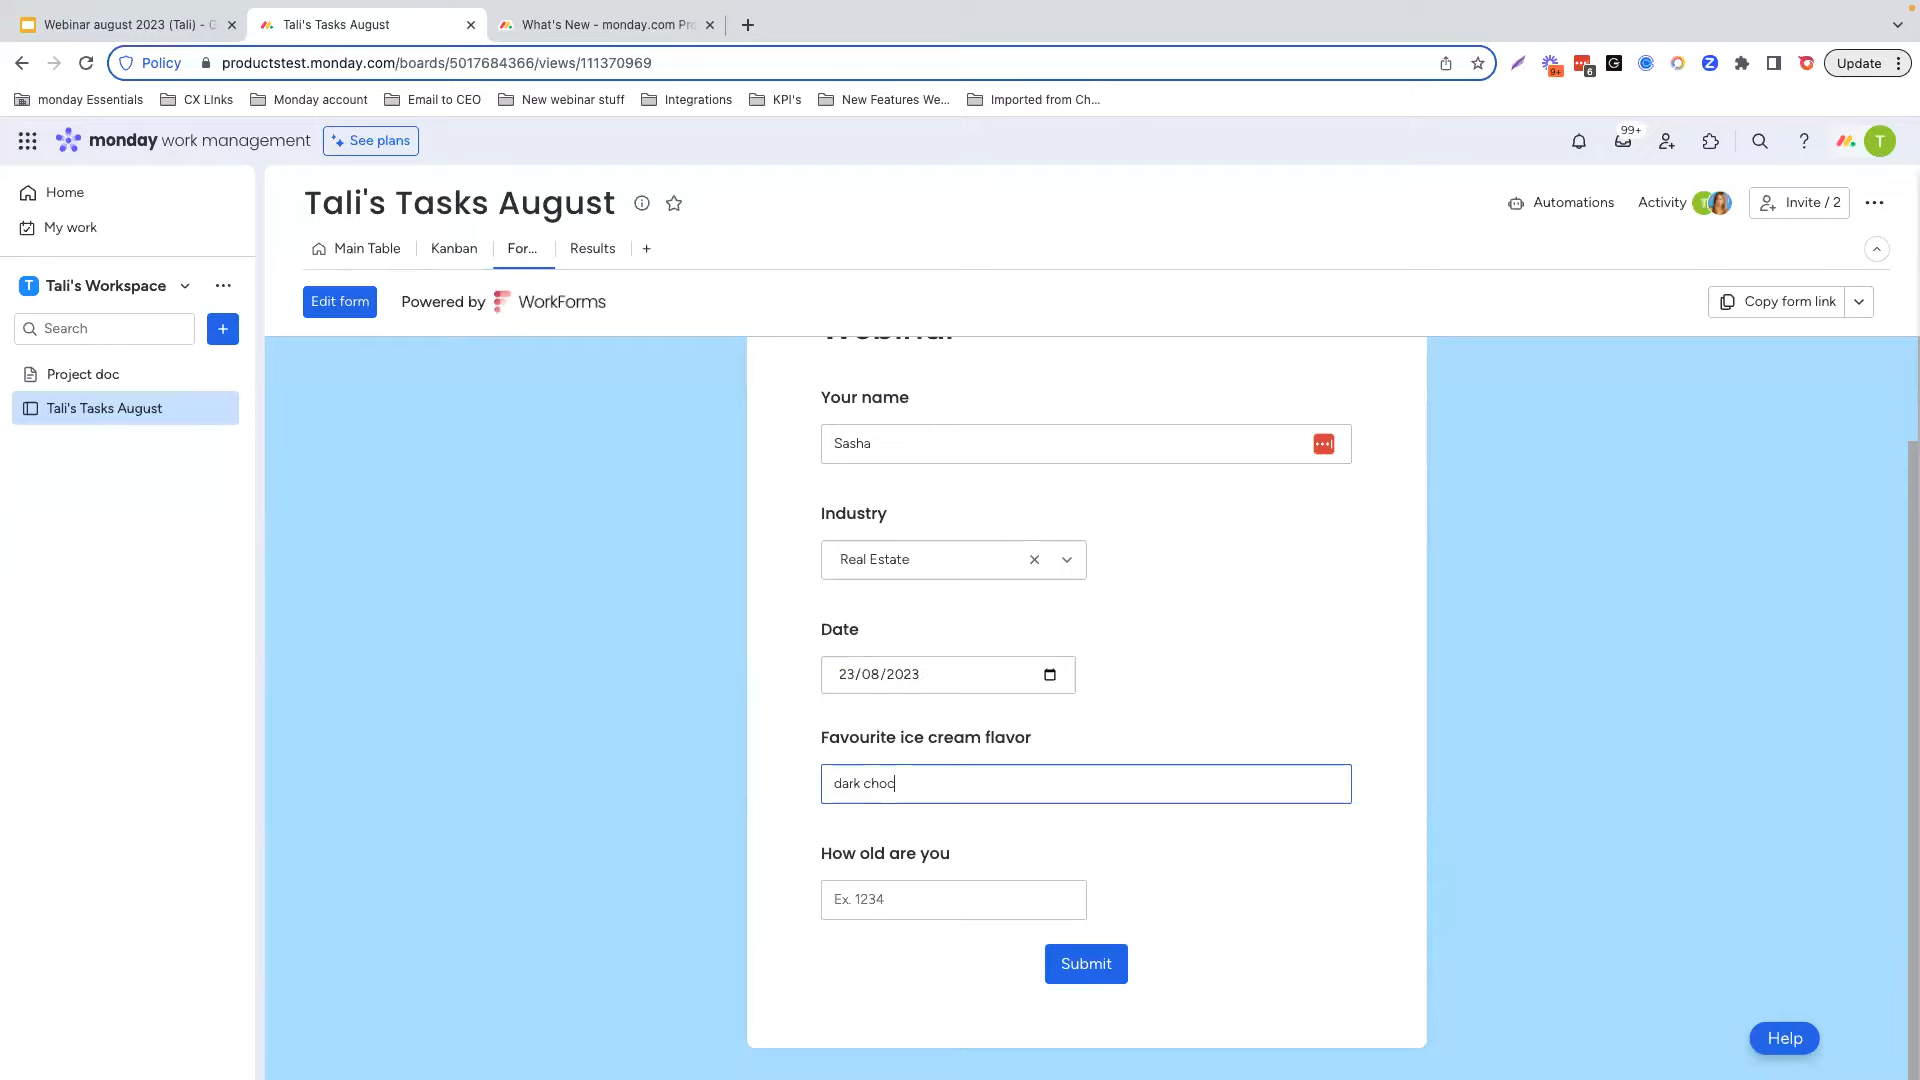 Webinar august 2023 (Tali) - G
Tali's Tasks August
What's New - monday.com Pro
Policy
productstest.monday.com/boards/5017684366/views/111370969
9+
6
Update
monday Essentials
CX LInks
Monday account
Email to CEO
New webinar stuff
Integrations
KPI's
New Features We...
Imported from Ch...
monday work management
See plans
99+
T
Home
My work
T Tali's Workspace
Search
Project doc
Tali's Tasks August
Tali's Tasks August
Automations
Activity
Invite / 2
Main Table
Kanban
For...
Results
Edit form
Powered by WorkForms
Copy form link
Webinar
Your name
Sasha
Industry
Real Estate
Date
23/08/2023
Favourite ice cream flavor
dark choc
How old are you
Ex. 1234
Submit
Help